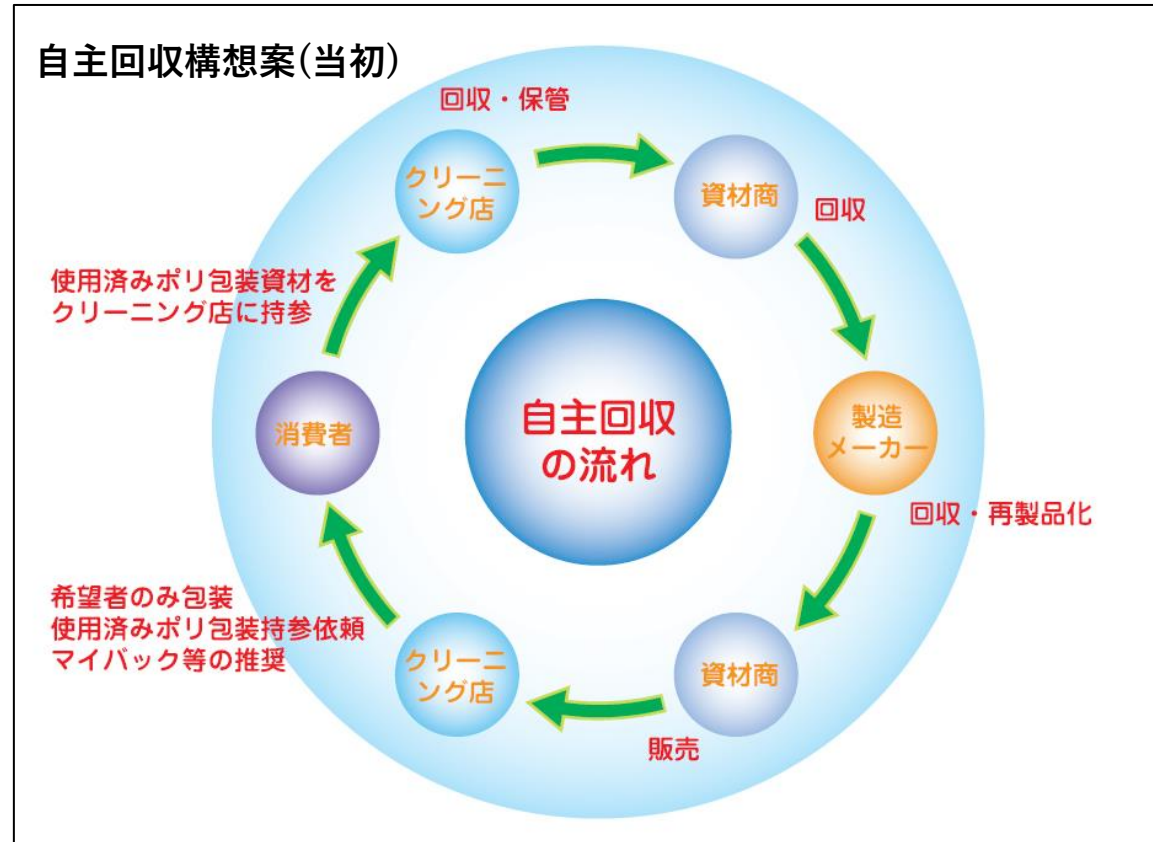 自主回収構想案(当初)
回収・保管
クリーニ
ング店
資材商
回収
使用済みポリ包装資材を
クリーニング店に持参
消費者
自主回収
の流れ
製造
メーカー
回収・再製品化
希望者のみ包装
使用済みポリ包装持参依頼
マイバック等の推奨
クリーニ
ング店
資材商
販売